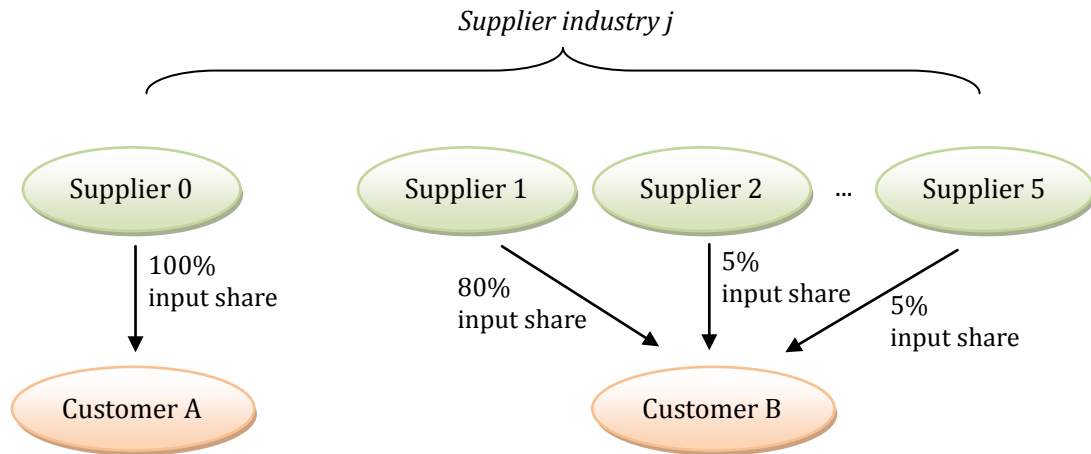 Supplier industry j
Supplier 0
Supplier 1
Supplier 2
...
Supplier 5
100%
input share
80%
input share
5%
input share
5%
input share
Customer A
Customer B